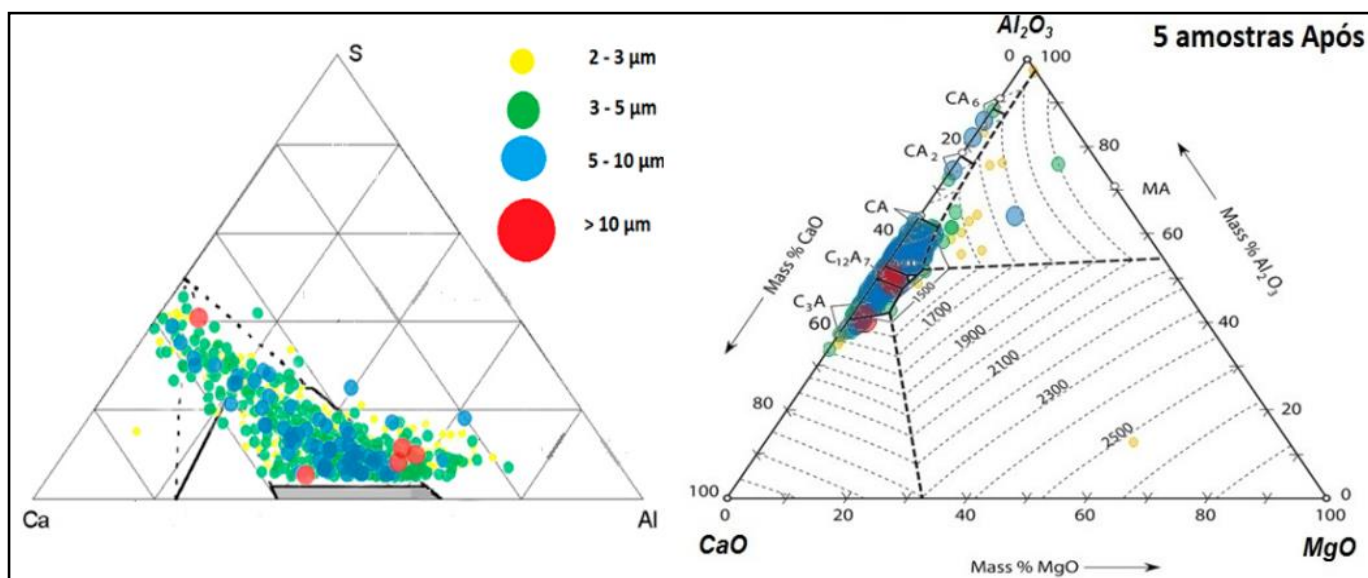 S
2 - 3 µm
3 - 5 µm
5 - 10 µm
> 10 µm
Ca
Al
Al₂O₃
5 amostras Após
0
100
CA₆
20
80
CA₂
MA
CA
40
60
Mass % CaO
Mass % Al₂O₃
C₁₂A₇
C₃A
60
1500
1700
1900
2100
2300
2500
40
80
20
100
0
0
20
40
60
80
100
CaO
Mass % MgO
MgO